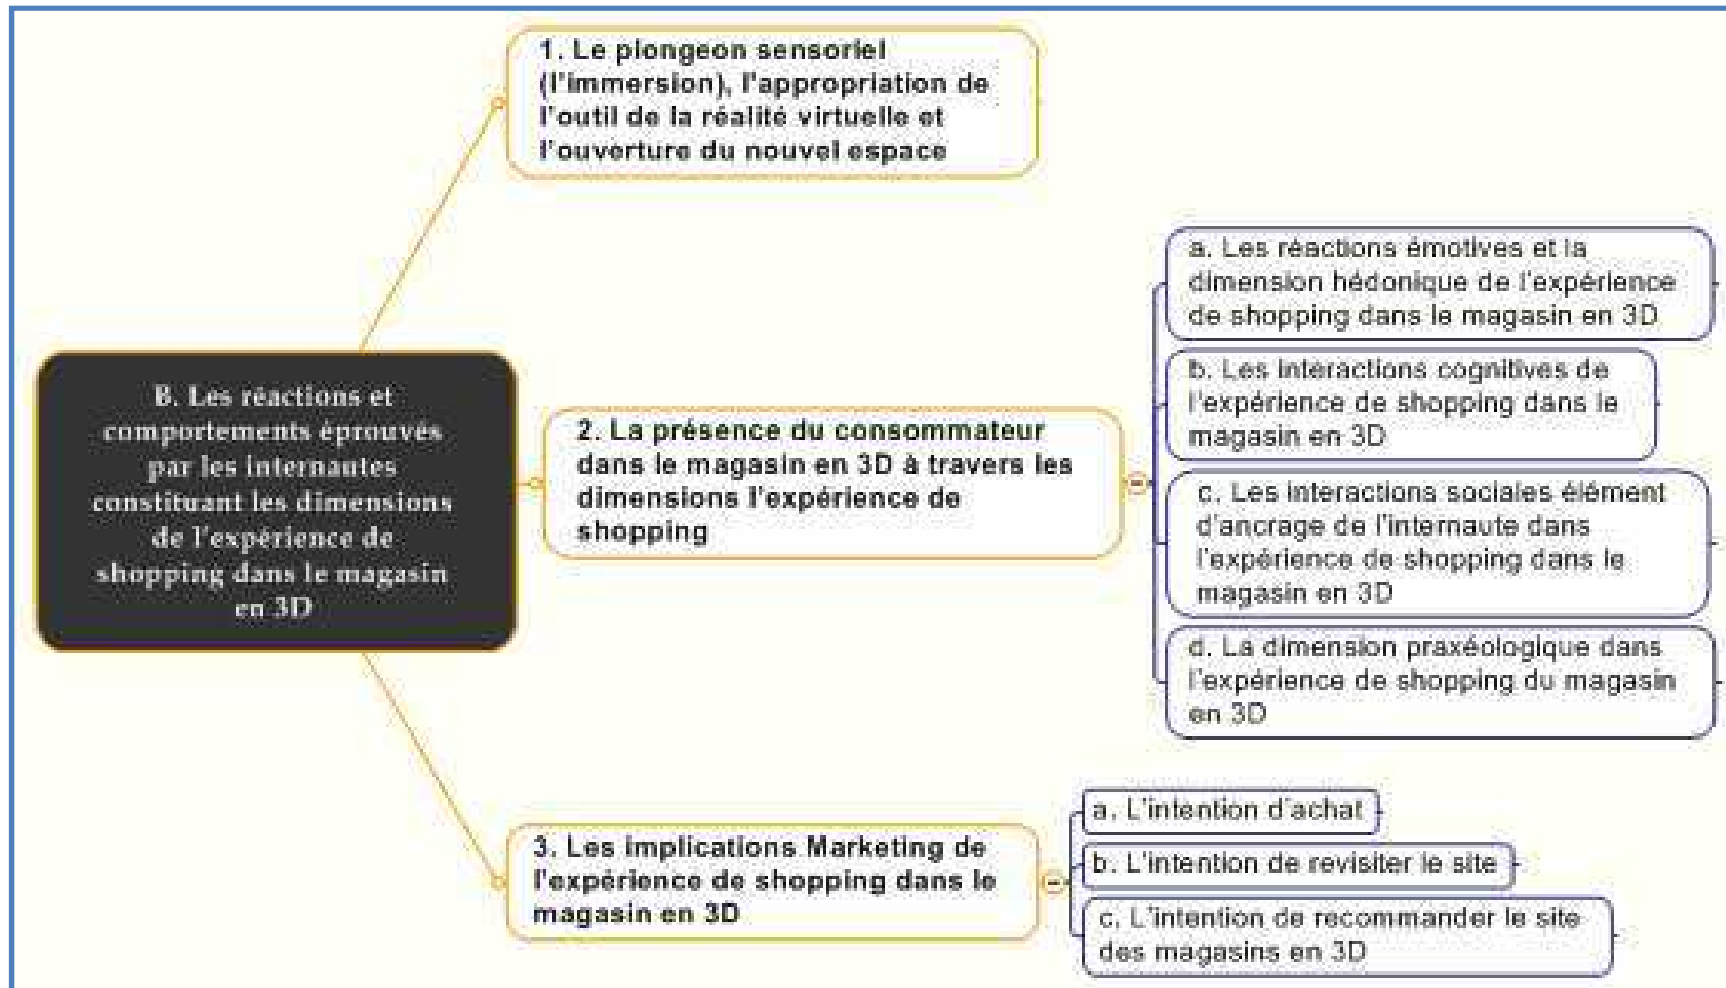 1. Le plongeon sensoriel
(l'immersion), l'appropriation de
l'outil de la réalité virtuelle et
l'ouverture du nouvel espace
B. Les réactions et
comportements éprouvés
par les internautes
constituant les dimensions
de l'expérience de
shopping dans le magasin
en 3D
2. La présence du consommateur
dans le magasin en 3D à travers les
dimensions l'expérience de
shopping
a. Les réactions émotives et la
dimension hédonique de l'expérience
de shopping dans le magasin en 3D
b. Les interactions cognitives de
l'expérience de shopping dans le
magasin en 3D
c. Les interactions sociales élément
d'ancrage de l'internaute dans
l'expérience de shopping dans le
magasin en 3D
d. La dimension praxéologique dans
l'expérience de shopping du magasin
en 3D
3. Les implications Marketing de
l'expérience de shopping dans le
magasin en 3D
a. L'intention d'achat
b. L'intention de revisiter le site
c. L'intention de recommander le site
des magasins en 3D